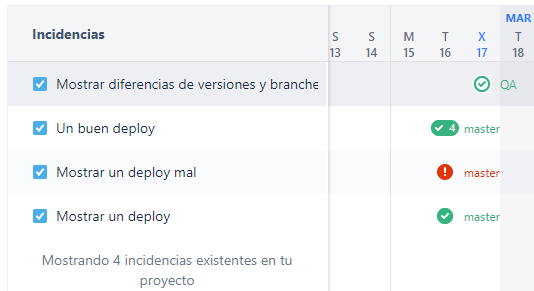 MAR
Incidencias
S S M T X T
13 14 15 16 17 18
Mostrar diferencias de versiones y branche
QA
Un buen deploy
4 master
Mostrar un deploy mal
! master
Mostrar un deploy
master
Mostrando 4 incidencias existentes en tu
proyecto